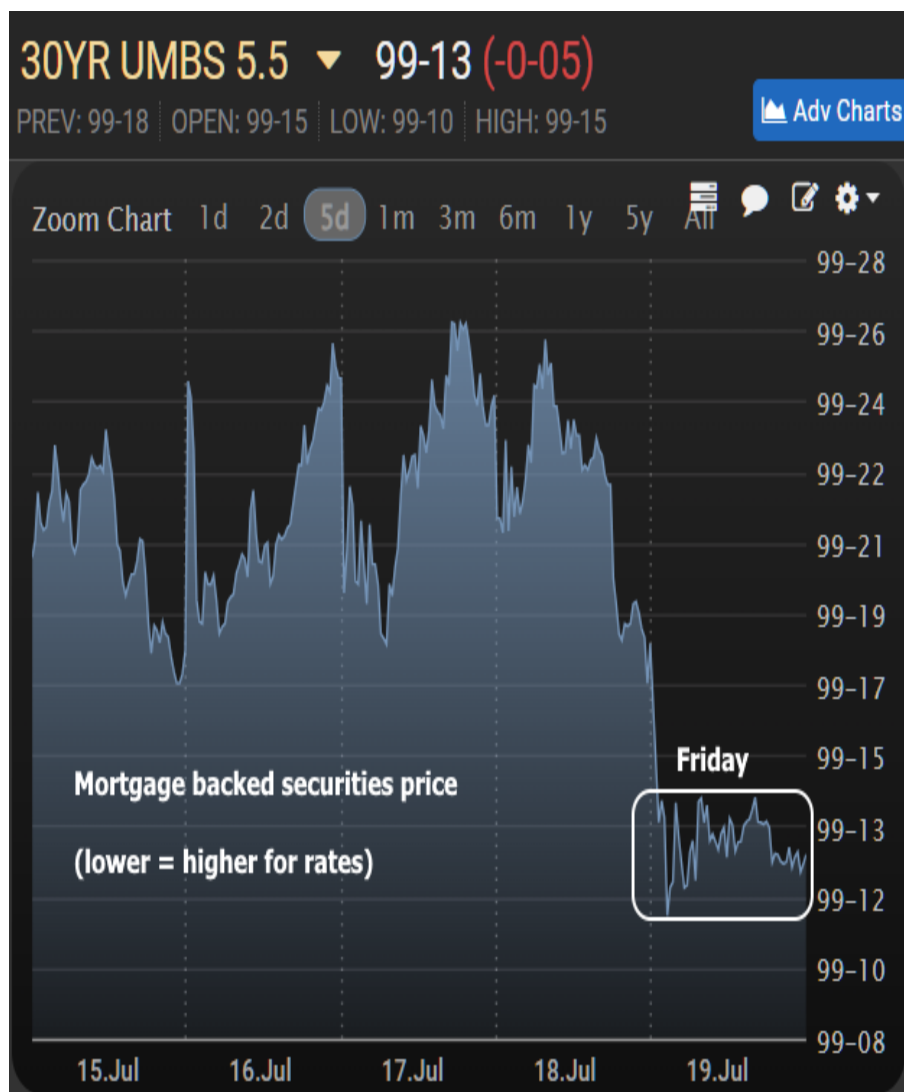 30YR UMBS 5.5 99-13 (-0-05)
PREV: 99-18 OPEN: 99-15 LOW: 99-10 HIGH: 99-15
Adv Charts
Zoom Chart 1d 2d 5d 1m 3m 6m 1y 5y All
99-28
99-26
99-24
99-22
99-21
99-19
99-17
Friday
99-15
Mortgage backed securities price
99-13
(lower = higher for rates)
99-12
99-10
99-08
15.Jul 16.Jul 17.Jul 18.Jul 19.Jul